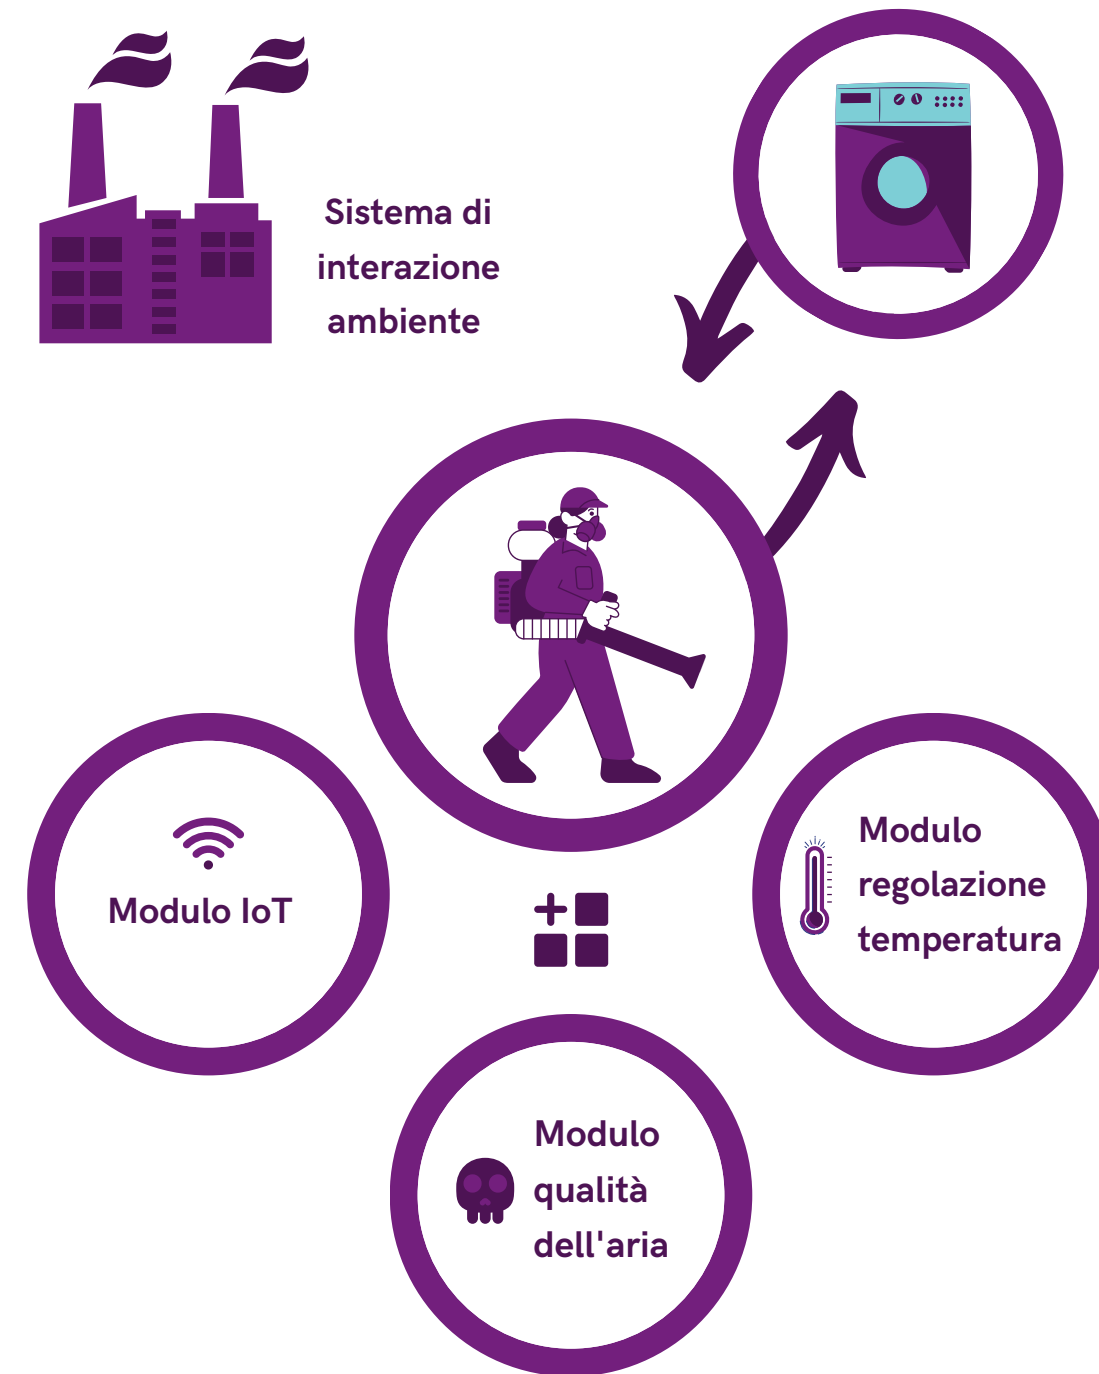 Sistema di
interazione
ambiente
Modulo IoT
Modulo
regolazione
temperatura
Modulo
qualità
dell'aria